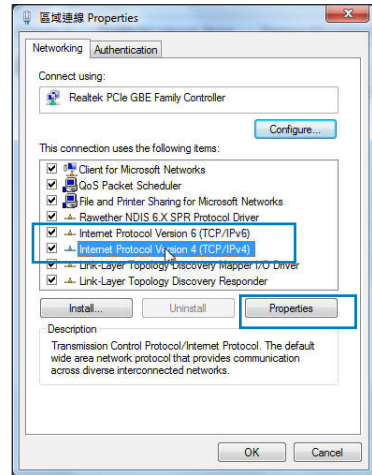 區域連線 Properties
Networking Authentication
Connect using:
Realtek PCIe GBE Family Controller
Configure...
This connection uses the following items:
Client for Microsoft Networks
QoS Packet Scheduler
File and Printer Sharing for Microsoft Networks
Rawether NDIS 6.X SPR Protocol Driver
Internet Protocol Version 6 (TCP/IPv6)
Internet Protocol Version 4 (TCP/IPv4)
Link-Layer Topology Discovery Mapper I/O Driver
Link-Layer Topology Discovery Responder
Install... Uninstall Properties
Description
Transmission Control Protocol/Internet Protocol. The default
wide area network protocol that provides communication
across diverse interconnected networks.
OK Cancel